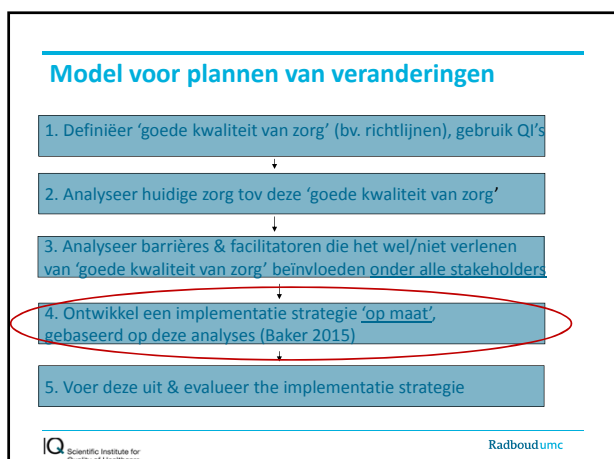 Model voor plannen van veranderingen
1. Definiëer ‘goede kwaliteit van zorg’ (bv. richtlijnen), gebruik QI’s
2. Analyseer huidige zorg tov deze ‘goede kwaliteit van zorg’
3. Analyseer barrières & facilitatoren die het wel/niet verlenen
van ‘goede kwaliteit van zorg’ beïnvloeden onder alle stakeholders
4. Ontwikkel een implementatie strategie ‘op maat’,
gebaseerd op deze analyses (Baker 2015)
5. Voer deze uit & evalueer the implementatie strategie
IQ Scientific Institute for
Quality of Healthcare
Radboudumc